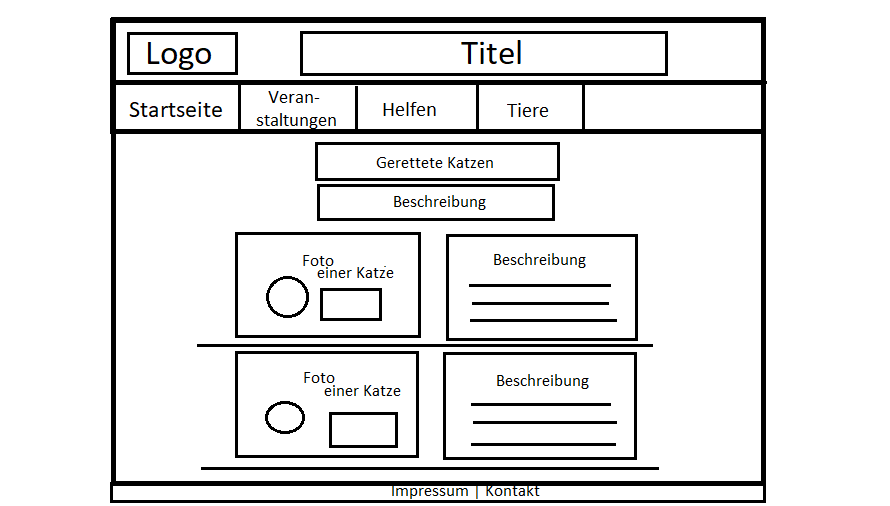 Logo
Titel
Startseite
Veran-
staltungen
Helfen
Tiere
Gerettete Katzen
Beschreibung
Foto
einer Katze
Beschreibung
Foto
einer Katze
Beschreibung
Impressum | Kontakt